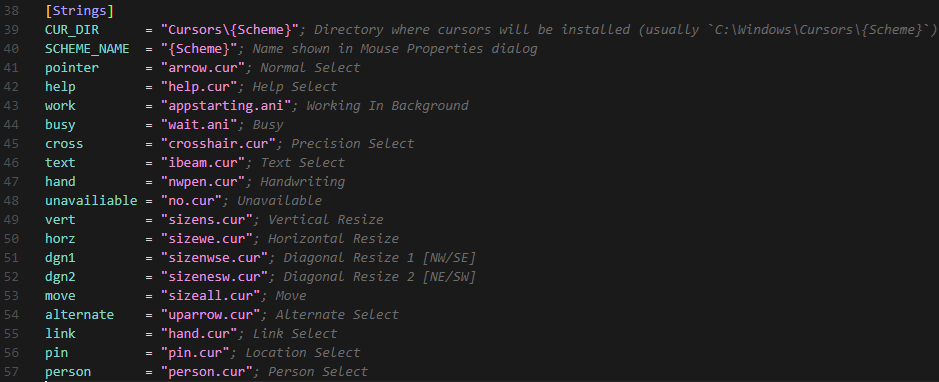 38 [Strings]
39 CUR_DIR = "Cursors\{Scheme}"; Directory where cursors will be installed (usually `C:\Windows\Cursors\{Scheme}`)
40 SCHEME_NAME = "{Scheme}"; Name shown in Mouse Properties dialog
41 pointer = "arrow.cur"; Normal Select
42 help = "help.cur"; Help Select
43 work = "appstarting.ani"; Working In Background
44 busy = "wait.ani"; Busy
45 cross = "crosshair.cur"; Precision Select
46 text = "ibeam.cur"; Text Select
47 hand = "nwpen.cur"; Handwriting
48 unavailiable = "no.cur"; Unavailable
49 vert = "sizens.cur"; Vertical Resize
50 horz = "sizewe.cur"; Horizontal Resize
51 dgn1 = "sizenwse.cur"; Diagonal Resize 1 [NW/SE]
52 dgn2 = "sizenesw.cur"; Diagonal Resize 2 [NE/SW]
53 move = "sizeall.cur"; Move
54 alternate = "uparrow.cur"; Alternate Select
55 link = "hand.cur"; Link Select
56 pin = "pin.cur"; Location Select
57 person = "person.cur"; Person Select